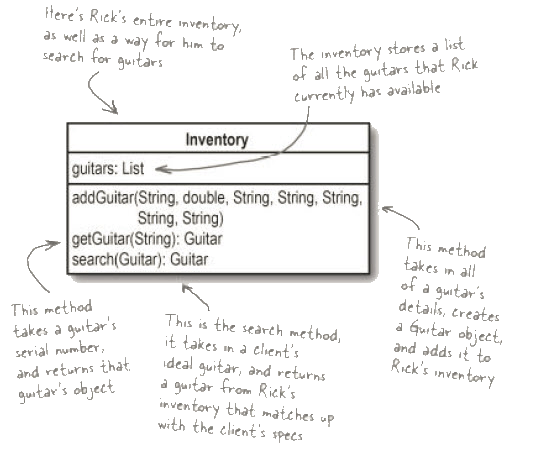 Here's Rick's entire inventory,
as well as a way for him to
search for guitars
The inventory stores a list
of all the guitars that Rick
currently has available
Inventory
guitars: List
addGuitar(String, double, String, String, String,
String, String)
getGuitar(String): Guitar
search(Guitar): Guitar
This method
takes in all
of a guitar's
details, creates
a Guitar object,
and adds it to
Rick's inventory
This method
takes a guitar's
serial number,
and returns that
guitar's object
This is the search method,
it takes in a client's
ideal guitar, and returns
a guitar from Rick's
inventory that matches up
with the client's specs